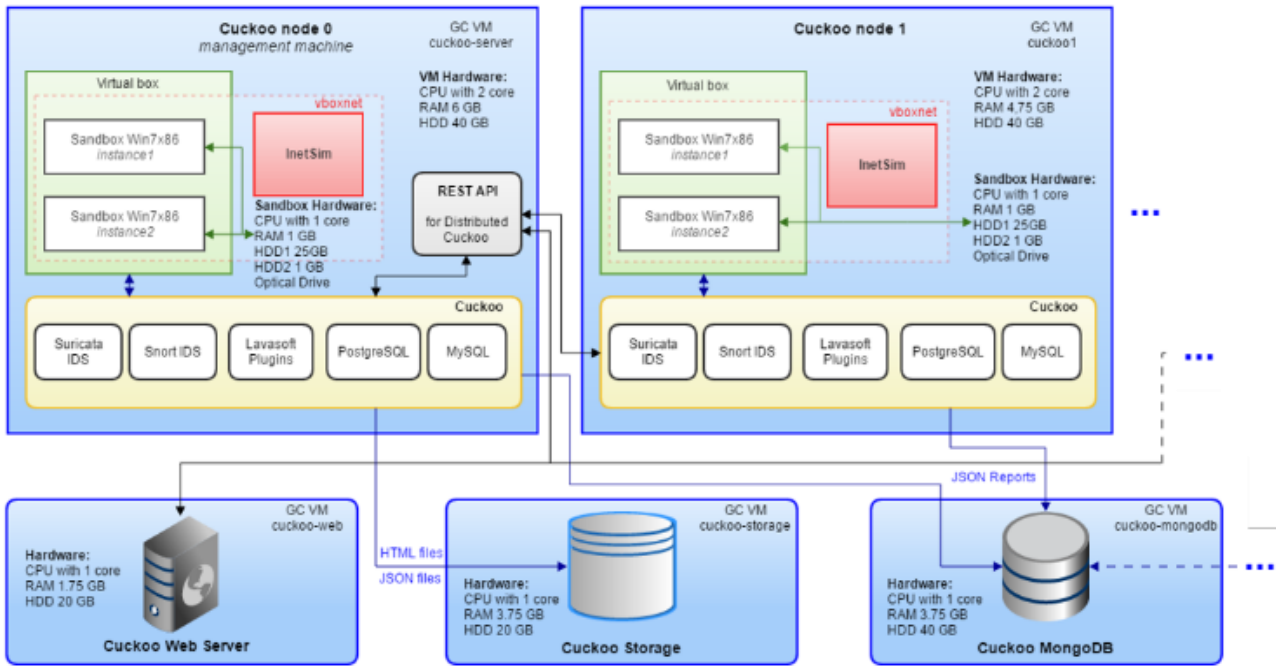 Cuckoo node 0
management machine
GC VM
cuckoo-server
Virtual box
VM Hardware:
CPU with 2 core
RAM 6 GB
HDD 40 GB
vboxnet
Sandbox Win7x86
instance1
InetSim
Sandbox Win7x86
instance2
Sandbox Hardware:
CPU with 1 core
RAM 1 GB
HDD1 25GB
HDD2 1 GB
Optical Drive
REST API
for Distributed
Cuckoo
Cuckoo
Suricata
IDS
Snort IDS
Lavasoft
Plugins
PostgreSQL
MySQL
Cuckoo node 1
GC VM
cuckoo1
Virtual box
VM Hardware:
CPU with 2 core
RAM 4,75 GB
HDD 40 GB
vboxnet
Sandbox Win7x86
instance1
InetSim
Sandbox Win7x86
instance2
Sandbox Hardware:
CPU with 1 core
RAM 1 GB
HDD1 25GB
HDD2 1 GB
Optical Drive
...
Cuckoo
Suricata
IDS
Snort IDS
Lavasoft
Plugins
PostgreSQL
MySQL
...
JSON Reports
GC VM
cuckoo-web
Hardware:
CPU with 1 core
RAM 1.75 GB
HDD 20 GB
Cuckoo Web Server
HTML files
JSON files
GC VM
cuckoo-storage
Hardware:
CPU with 1 core
RAM 3.75 GB
HDD 20 GB
Cuckoo Storage
GC VM
cuckoo-mongodb
Hardware:
CPU with 1 core
RAM 3.75 GB
HDD 40 GB
Cuckoo MongoDB
...